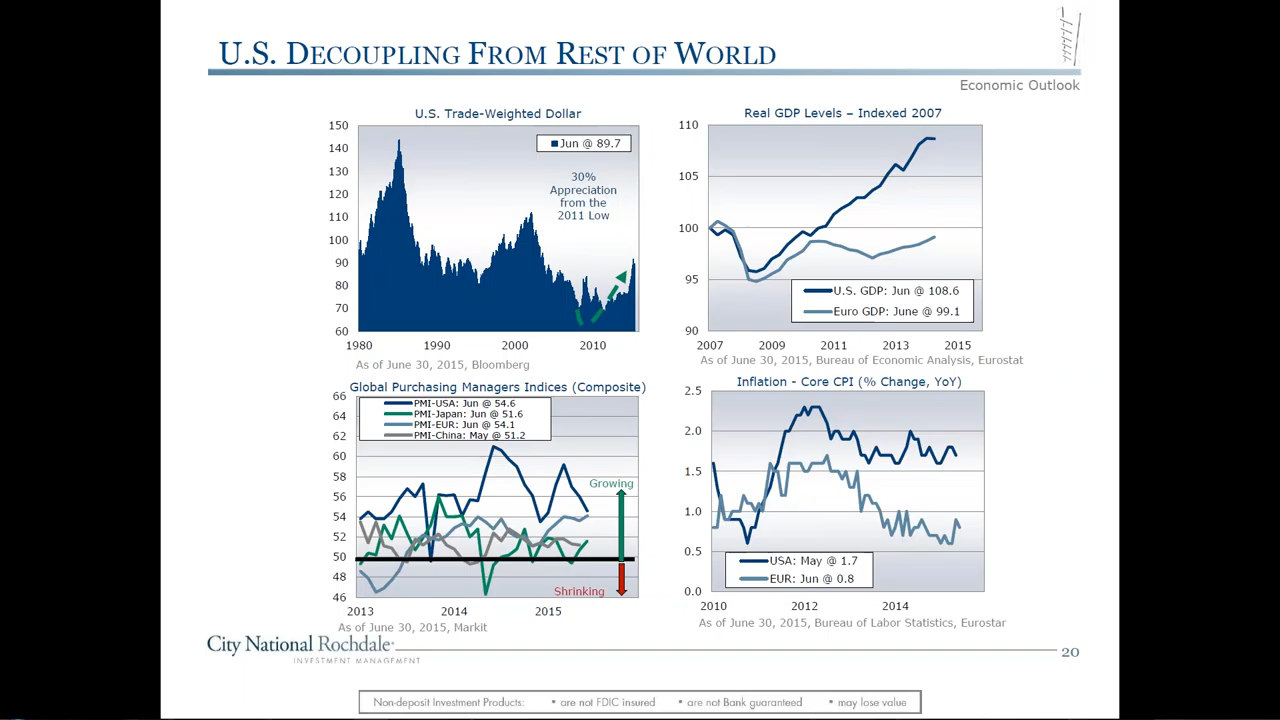 U.S. DECOUPLING FROM REST OF WORLD
Economic Outlook
U.S. Trade-Weighted Dollar
150
140
130
120
110
100
90
80
70
60
Jun @ 89.7
30%
Appreciation
from the
2011 Low
1980
1990
2000
2010
As of June 30, 2015, Bloomberg
Real GDP Levels – Indexed 2007
110
105
100
95
90
U.S. GDP: Jun @ 108.6
Euro GDP: June @ 99.1
2007
2009
2011
2013
2015
As of June 30, 2015, Bureau of Economic Analysis, Eurostat
Global Purchasing Managers Indices (Composite)
66
64
62
60
58
56
54
52
50
48
46
PMI-USA: Jun @ 54.6
PMI-Japan: Jun @ 51.6
PMI-EUR: Jun @ 54.1
PMI-China: May @ 51.2
Growing
Shrinking
2013
2014
2015
As of June 30, 2015, Markit
Inflation - Core CPI (% Change, YoY)
2.5
2.0
1.5
1.0
0.5
0.0
USA: May @ 1.7
EUR: Jun @ 0.8
2010
2012
2014
As of June 30, 2015, Bureau of Labor Statistics, Eurostar
City National Rochdale
INVESTMENT MANAGEMENT
20
Non-deposit Investment Products: • are not FDIC insured • are not Bank guaranteed • may lose value